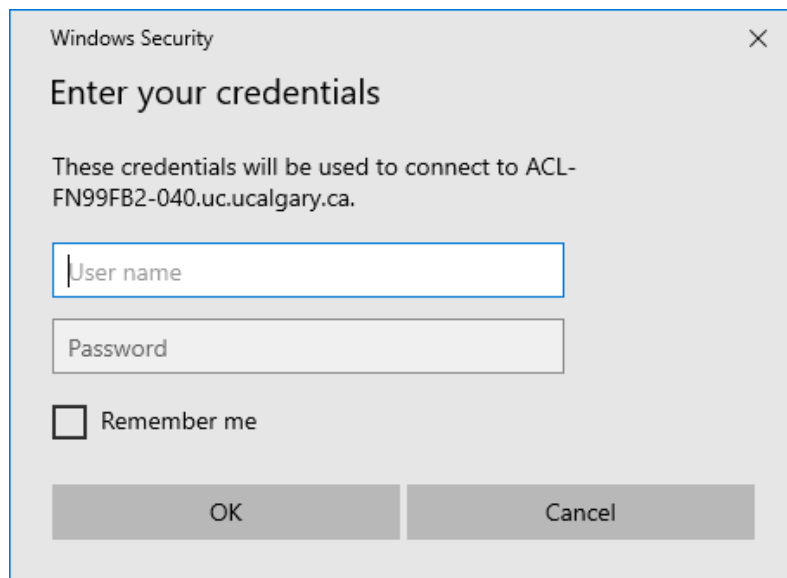 Windows Security
Enter your credentials
These credentials will be used to connect to ACL-
FN99FB2-040.uc.ucalgary.ca.
User name
Password
Remember me
OK
Cancel